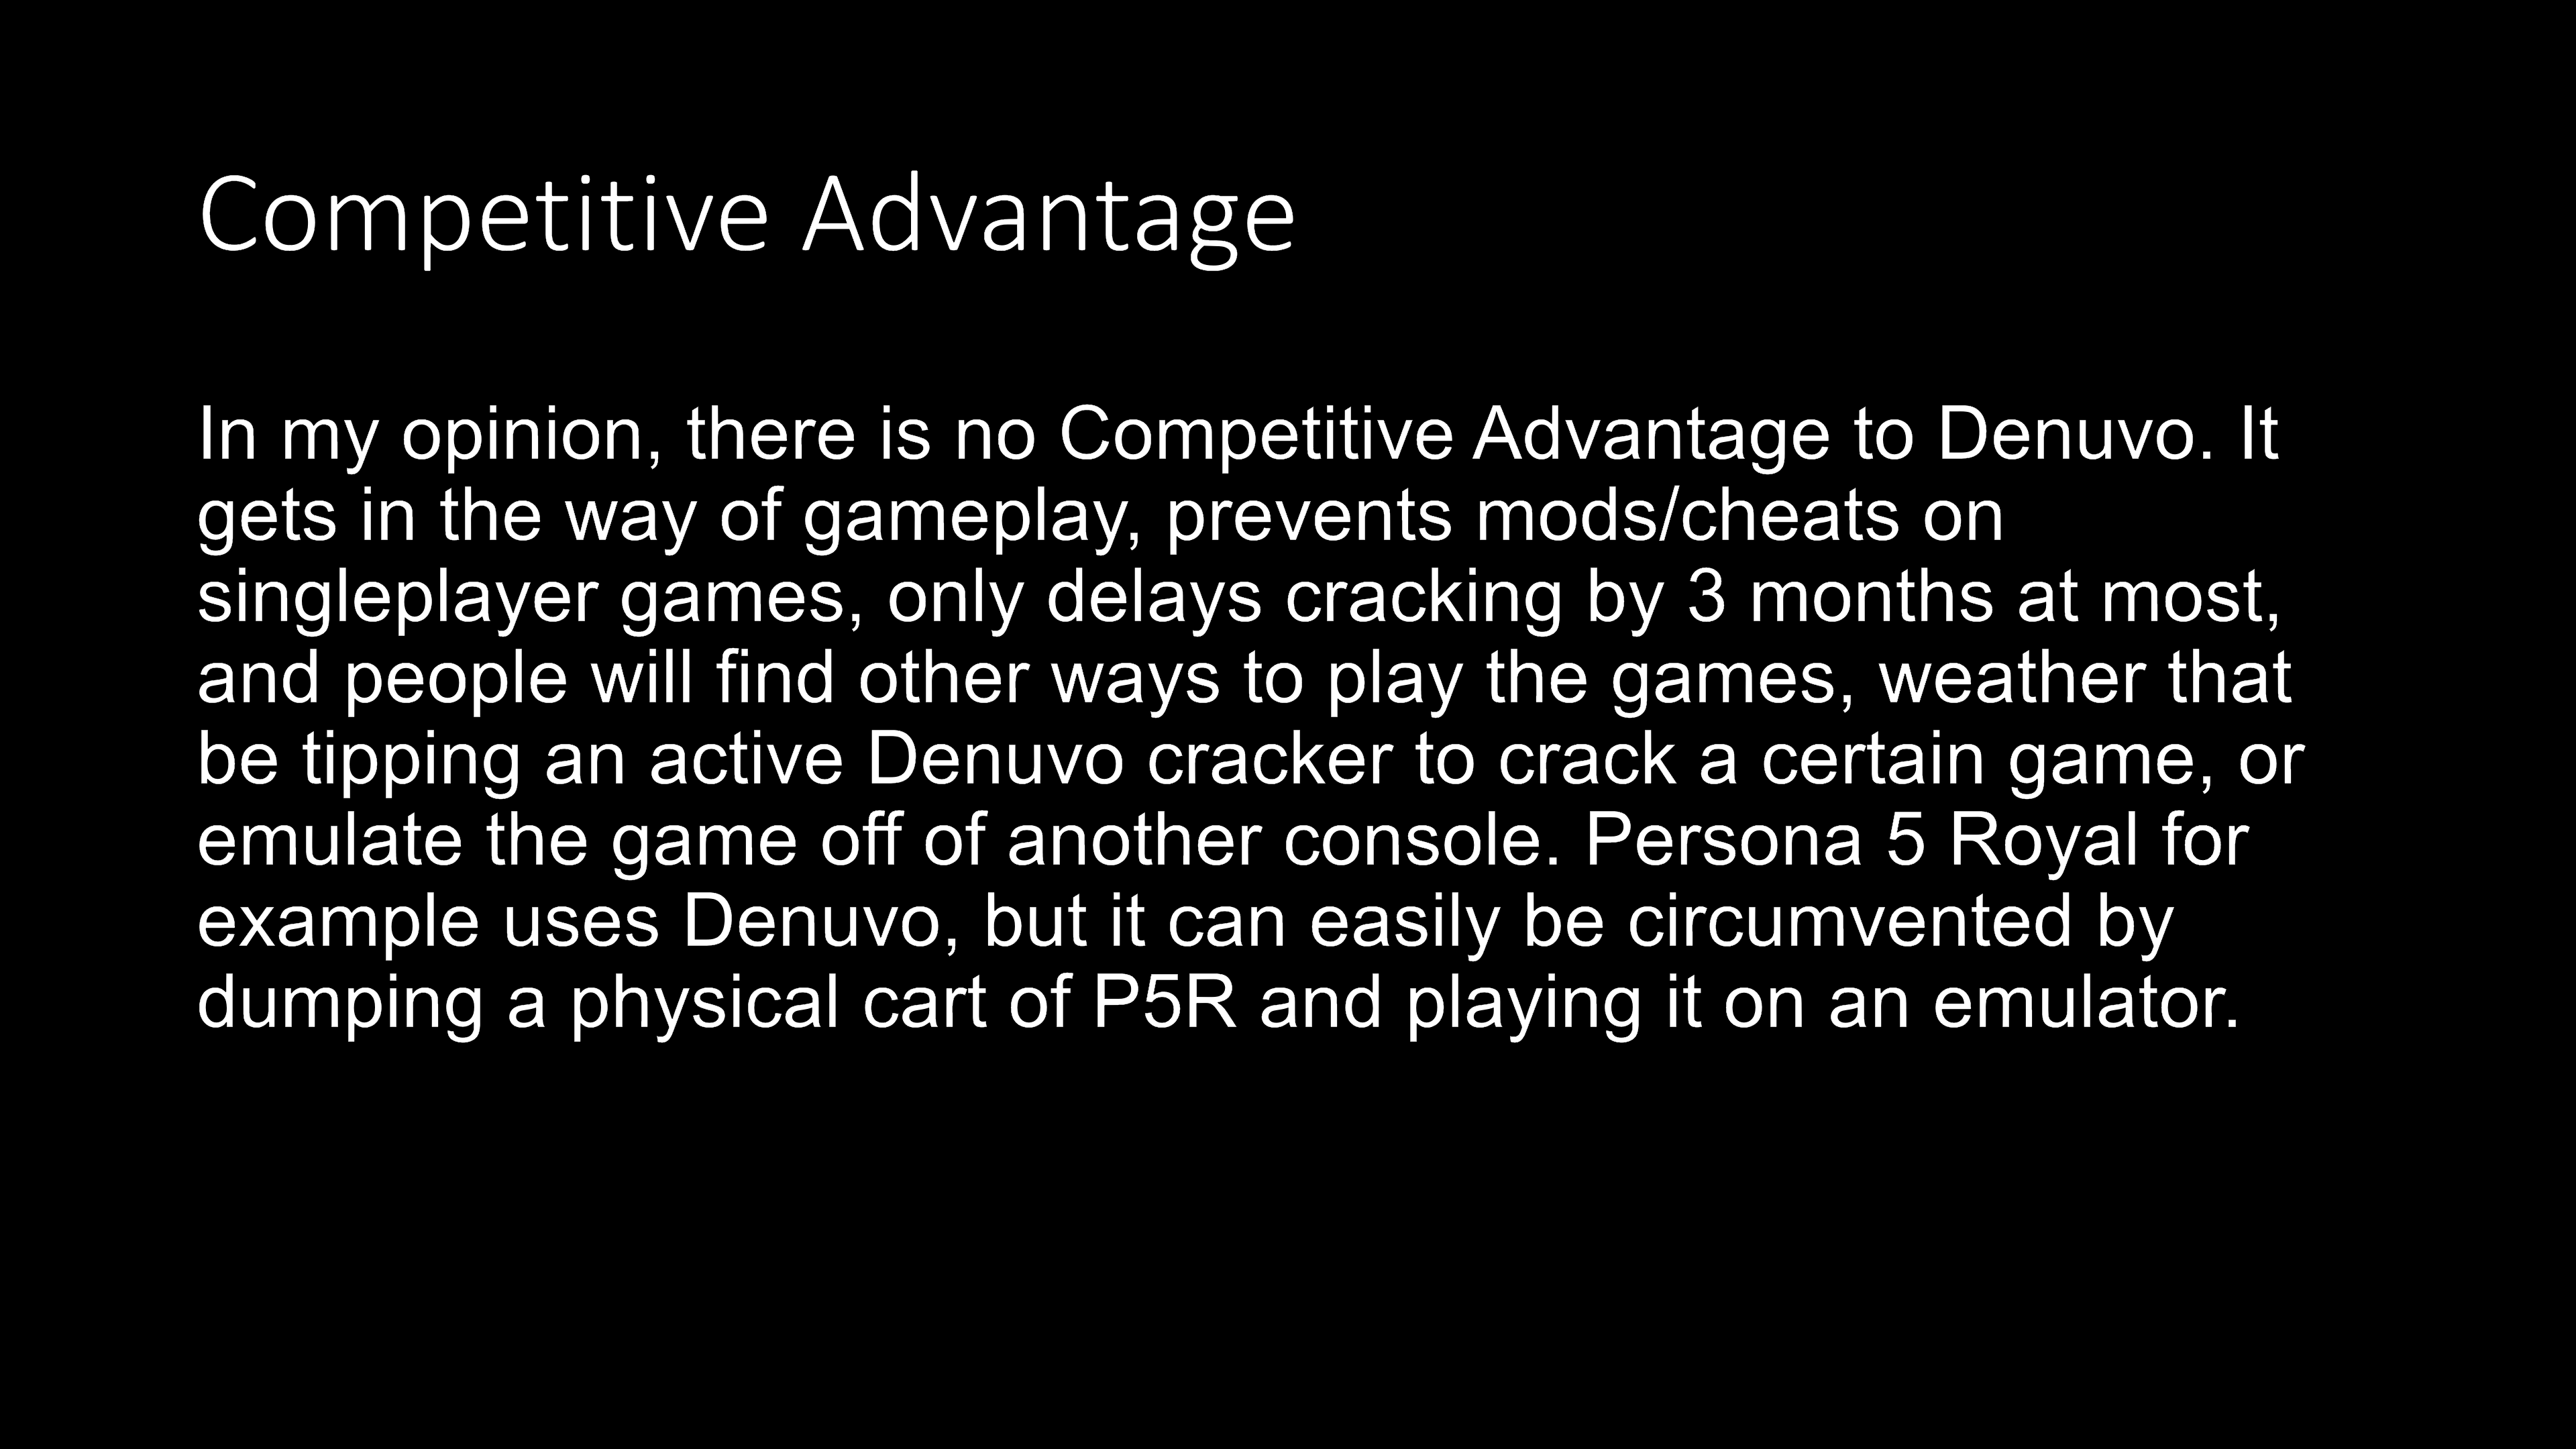 Competitive Advantage
In my opinion, there is no Competitive Advantage to Denuvo. It
gets in the way of gameplay, prevents mods/cheats on
singleplayer games, only delays cracking by 3 months at most,
and people will find other ways to play the games, weather that
be tipping an active Denuvo cracker to crack a certain game, or
emulate the game off of another console. Persona 5 Royal for
example uses Denuvo, but it can easily be circumvented by
dumping a physical cart of P5R and playing it on an emulator.